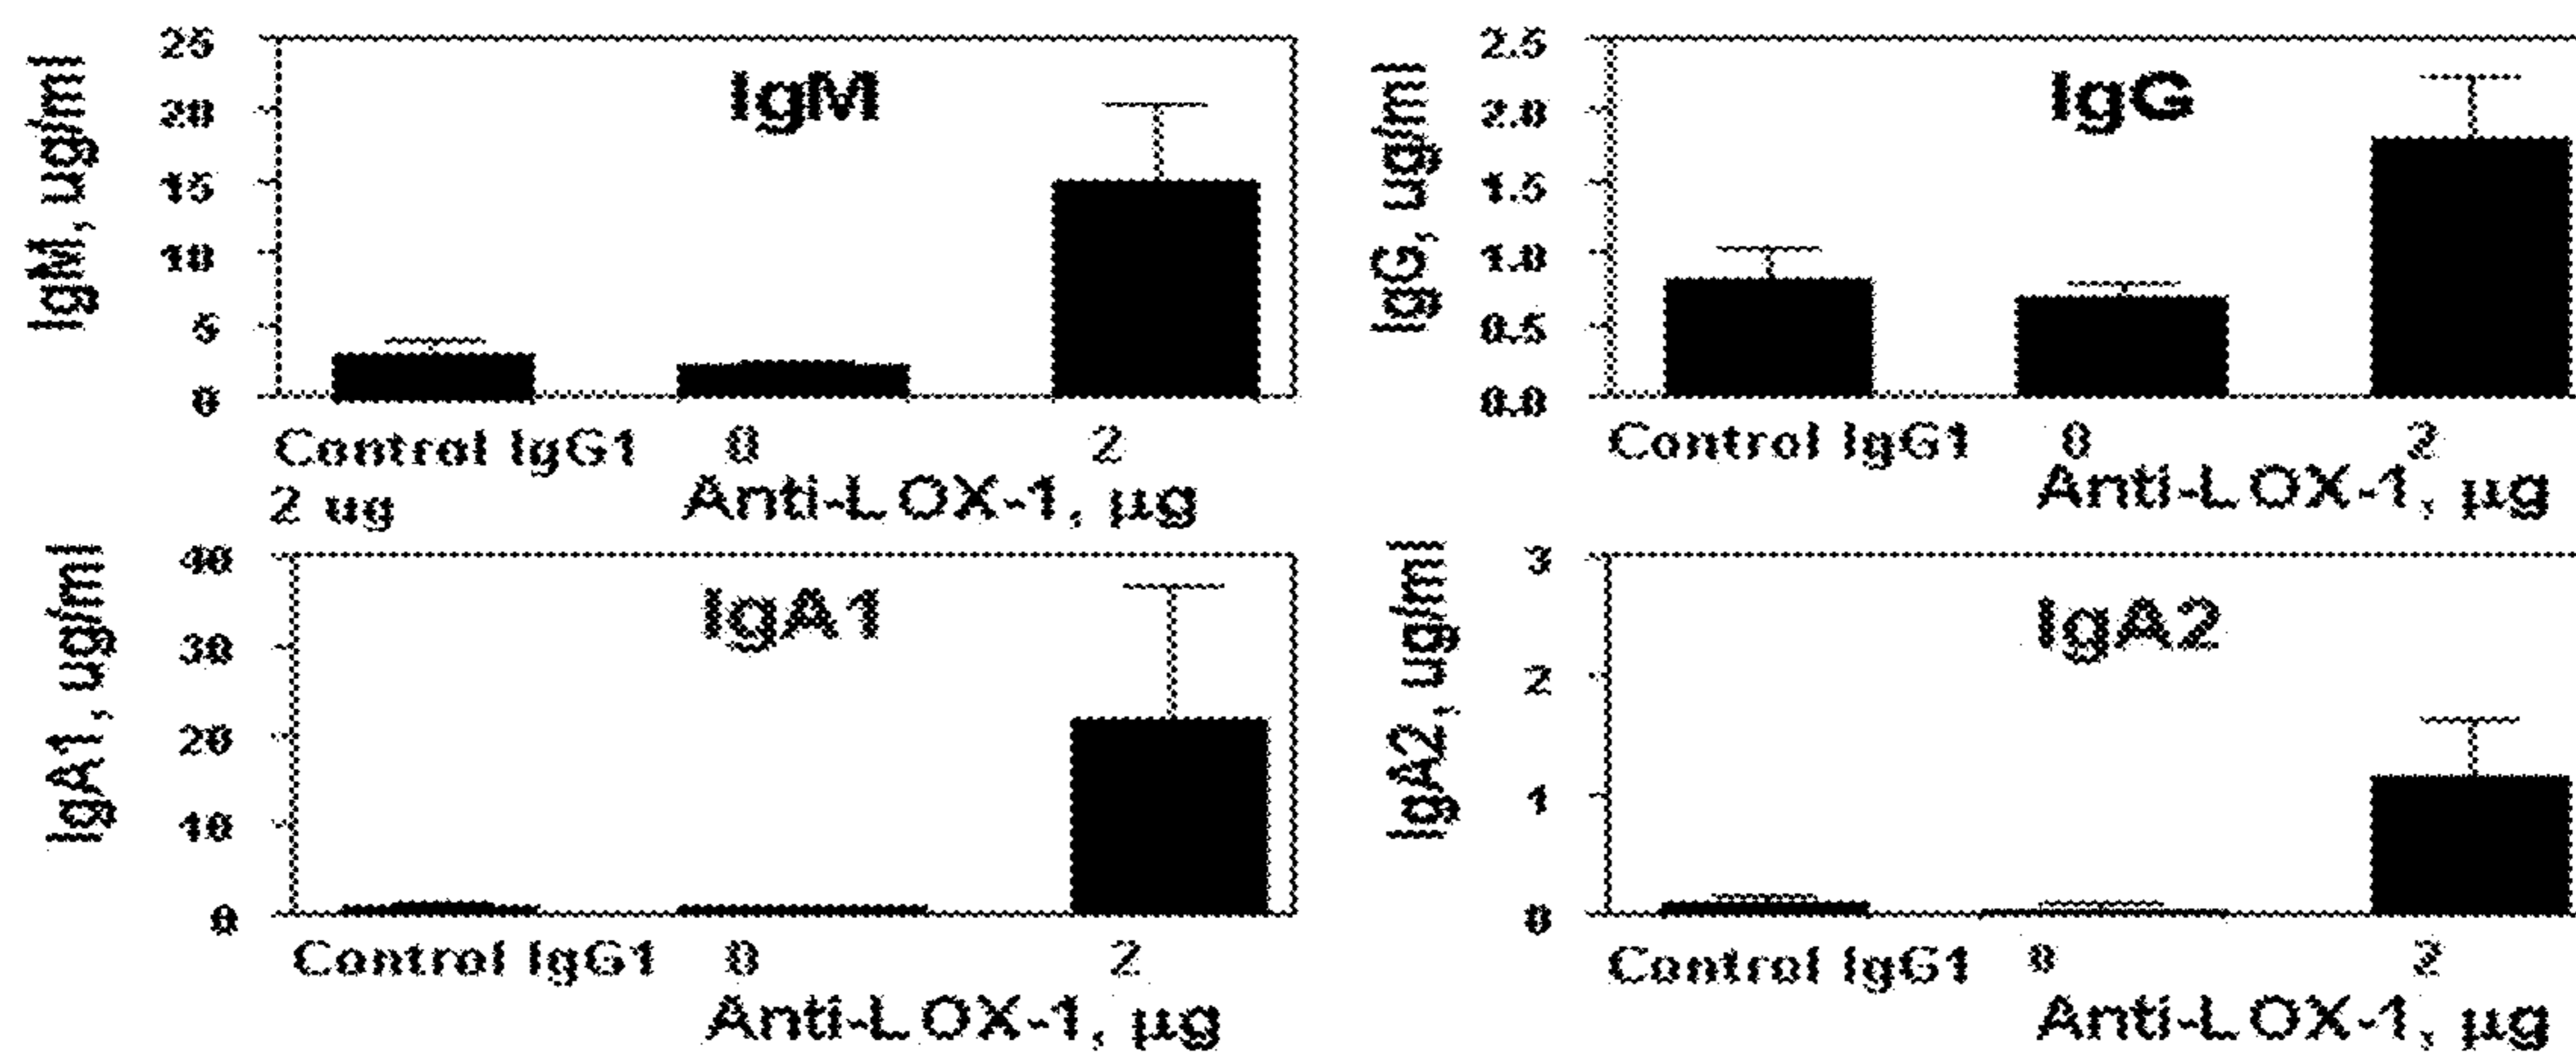 IgM, ug/ml
25
20
15
10
5
0
IgM
Control IgG1 0 2
2 ug Anti-LOX-1, µg
IgG, ug/ml
2.5
2.0
1.5
1.0
0.5
0.0
IgG
Control IgG1 0 2
Anti-LOX-1, µg
IgA1, ug/ml
40
30
20
10
0
IgA1
Control IgG1 0 2
Anti-LOX-1, µg
IgA2, ug/ml
3
2
1
0
IgA2
Control IgG1 0 2
Anti-LOX-1, µg